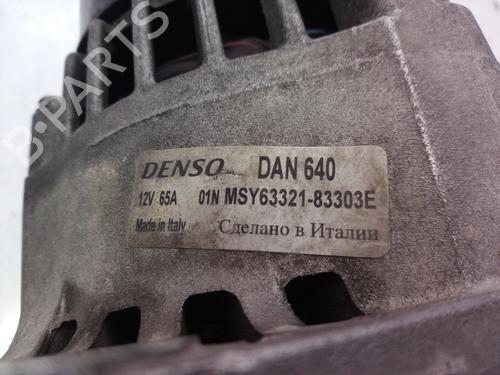 DENSO DAN 640
12V 65A 01N MSY63321-83303E
Made in Italy Сделано в Италии
B-PARTS